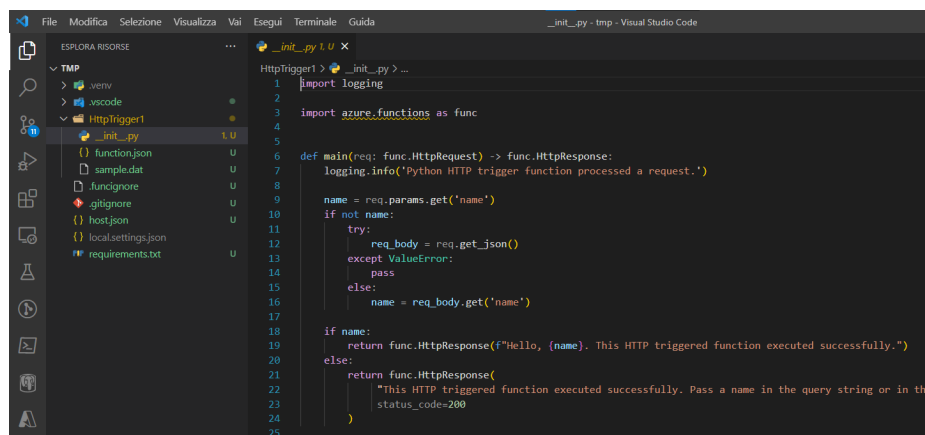 File Modifica Selezione Visualizza Vai Esegui Terminale Guida
__init__.py - tmp - Visual Studio Code
ESPLORA RISORSE ...
TMP
.venv
.vscode
HttpTrigger1
__init__.py 1, U
{} function.json U
sample.dat U
.funcignore U
.gitignore U
{} host.json U
{} local.settings.json
requirements.txt U
11
__init__.py 1, U ×
HttpTrigger1 > __init__.py > ...
1 import logging
2
3 import azure.functions as func
4
5
6 def main(req: func.HttpRequest) -> func.HttpResponse:
7 logging.info('Python HTTP trigger function processed a request.')
8
9 name = req.params.get('name')
10 if not name:
11 try:
12 req_body = req.get_json()
13 except ValueError:
14 pass
15 else:
16 name = req_body.get('name')
17
18 if name:
19 return func.HttpResponse(f"Hello, {name}. This HTTP triggered function executed successfully.")
20 else:
21 return func.HttpResponse(
22 "This HTTP triggered function executed successfully. Pass a name in the query string or in th
23 status_code=200
24 )
25